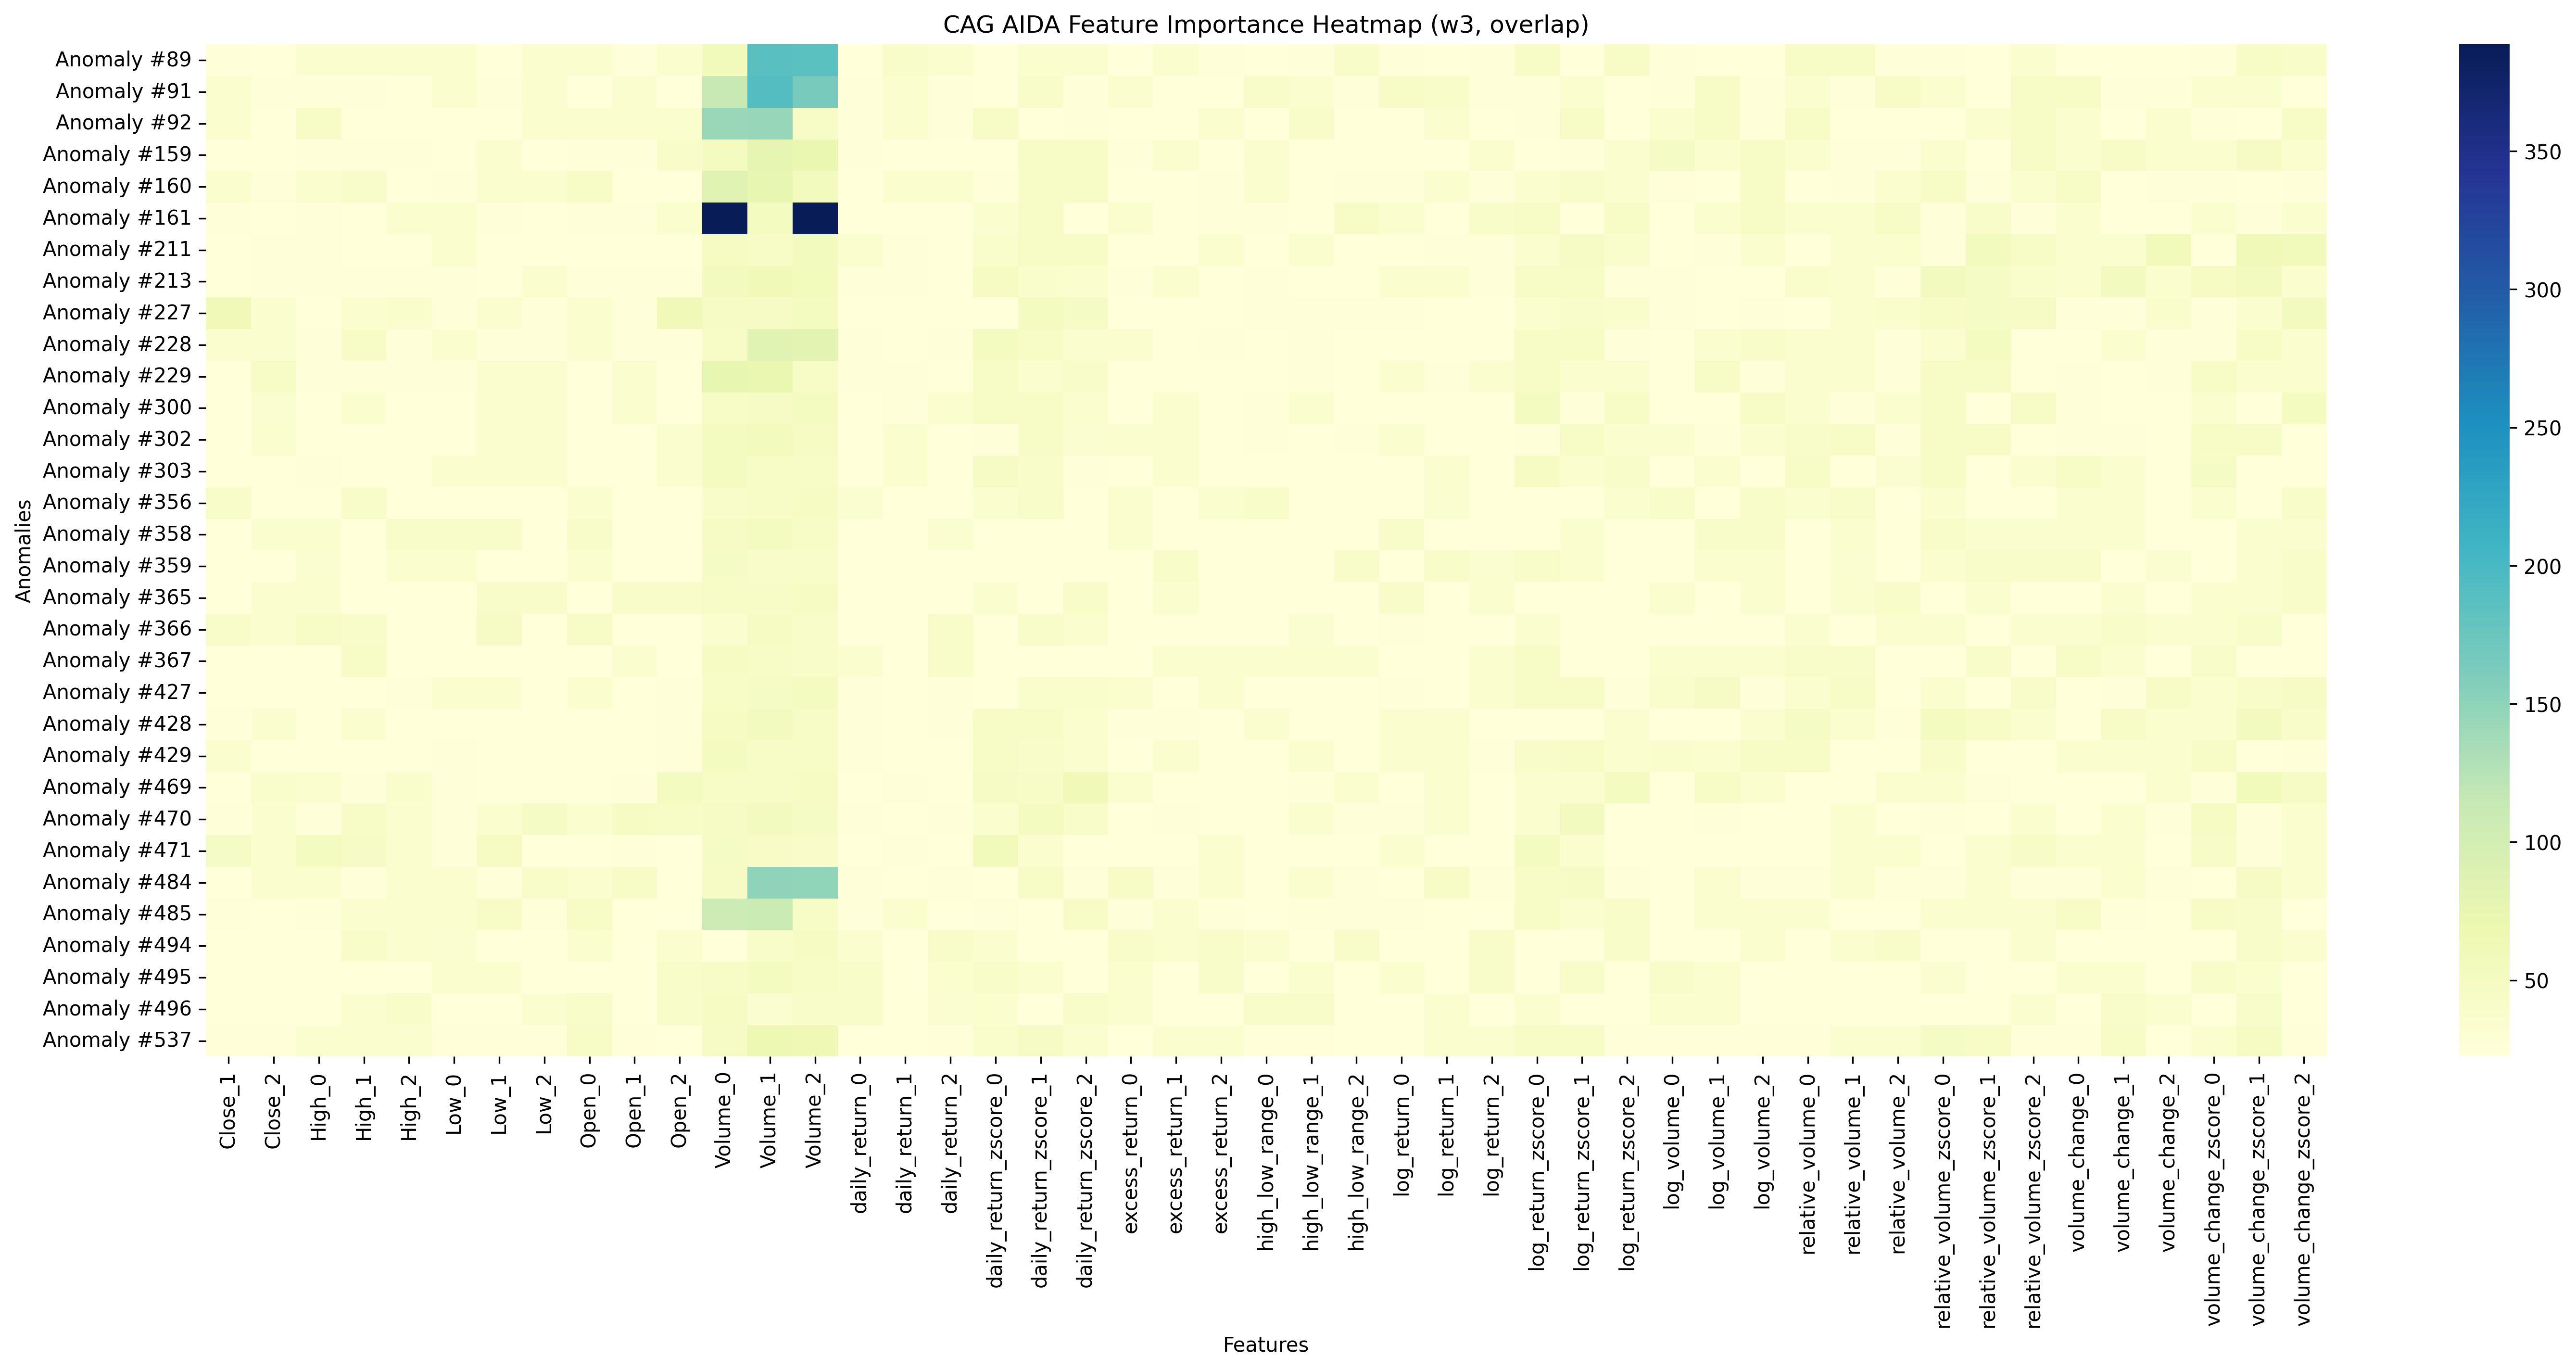 CAG AIDA Feature Importance Heatmap (w3, overlap)
Anomalies
Anomaly #89
Anomaly #91
Anomaly #92
Anomaly #159
Anomaly #160
Anomaly #161
Anomaly #211
Anomaly #213
Anomaly #227
Anomaly #228
Anomaly #229
Anomaly #300
Anomaly #302
Anomaly #303
Anomaly #356
Anomaly #358
Anomaly #359
Anomaly #365
Anomaly #366
Anomaly #367
Anomaly #427
Anomaly #428
Anomaly #429
Anomaly #469
Anomaly #470
Anomaly #471
Anomaly #484
Anomaly #485
Anomaly #494
Anomaly #495
Anomaly #496
Anomaly #537
Close_1
Close_2
High_0
High_1
High_2
Low_0
Low_1
Low_2
Open_0
Open_1
Open_2
Volume_0
Volume_1
Volume_2
daily_return_0
daily_return_1
daily_return_2
daily_return_zscore_0
daily_return_zscore_1
daily_return_zscore_2
excess_return_0
excess_return_1
excess_return_2
high_low_range_0
high_low_range_1
high_low_range_2
log_return_0
log_return_1
log_return_2
log_return_zscore_0
log_return_zscore_1
log_return_zscore_2
log_volume_0
log_volume_1
log_volume_2
relative_volume_0
relative_volume_1
relative_volume_2
relative_volume_zscore_0
relative_volume_zscore_1
relative_volume_zscore_2
volume_change_0
volume_change_1
volume_change_2
volume_change_zscore_0
volume_change_zscore_1
volume_change_zscore_2
Features
350
300
250
200
150
100
50